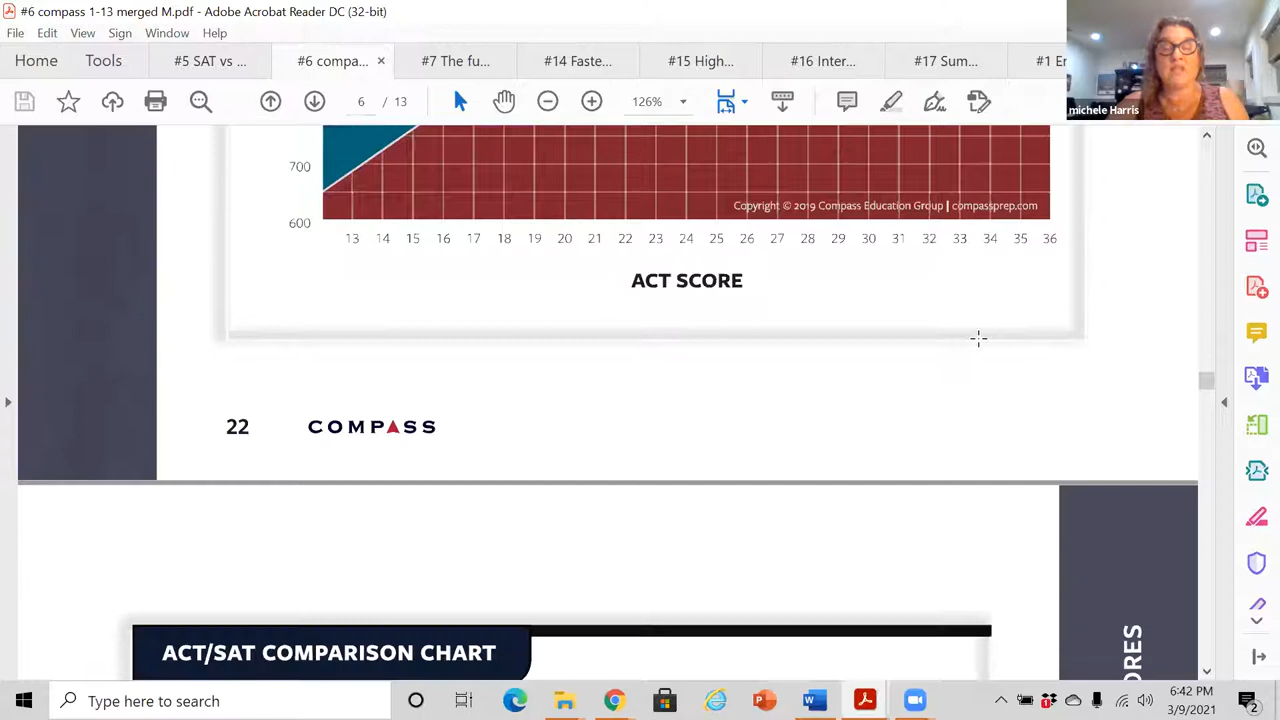 #6 compass 1-13 merged M.pdf - Adobe Acrobat Reader DC (32-bit)
File Edit View Sign Window Help
Home Tools #5 SAT vs ... #6 compa... × #7 The fu... #14 Faste... #15 High... #16 Inter... #17 Sum... #1 E
6 / 13 126%
michele Harris
700
600
Copyright © 2019 Compass Education Group | compassprep.com
13 14 15 16 17 18 19 20 21 22 23 24 25 26 27 28 29 30 31 32 33 34 35 36
ACT SCORE
22 COMPASS
ACT/SAT COMPARISON CHART
ORES
Type here to search
6:42 PM
3/9/2021
2